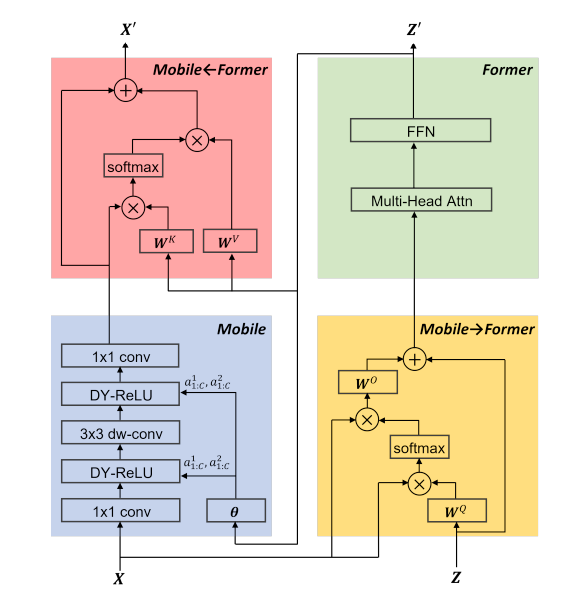 X′
Z′
Mobile←Former
Former
+
×
FFN
softmax
Multi-Head Attn
×
W^K
W^V
Mobile
Mobile→Former
1x1 conv
+
a^1_{1:C}, a^2_{1:C}
W^O
DY-ReLU
×
3x3 dw-conv
softmax
a^1_{1:C}, a^2_{1:C}
DY-ReLU
×
1x1 conv
θ
W^Q
X
Z